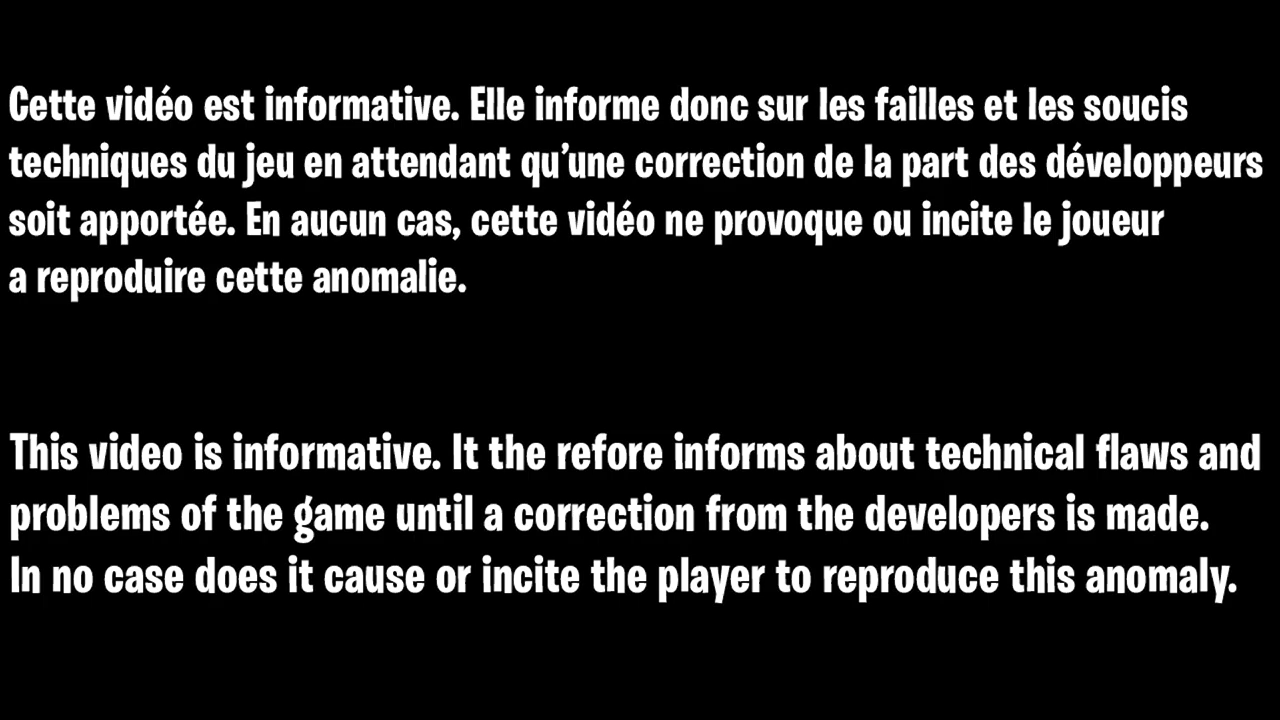 Cette vidéo est informative. Elle informe donc sur les failles et les soucis
techniques du jeu en attendant qu’une correction de la part des développeurs
soit apportée. En aucun cas, cette vidéo ne provoque ou incite le joueur
a reproduire cette anomalie.
This video is informative. It the refore informs about technical flaws and
problems of the game until a correction from the developers is made.
In no case does it cause or incite the player to reproduce this anomaly.